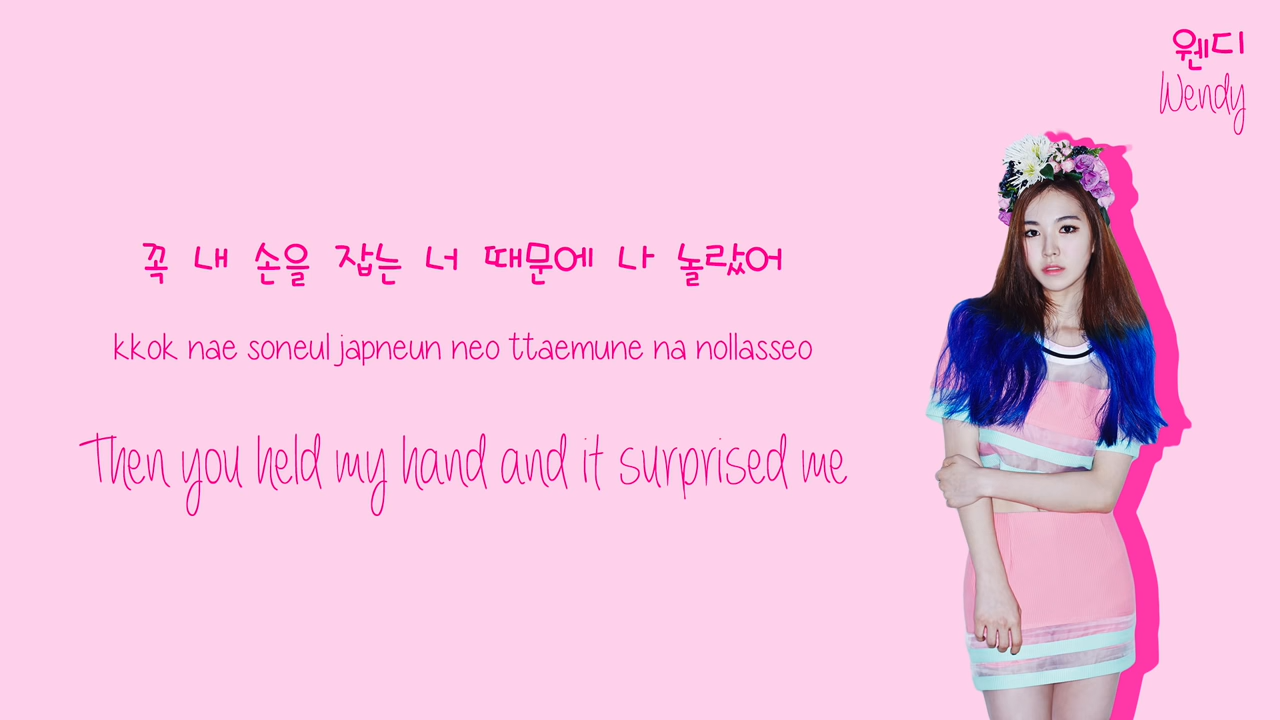 웬디
Wendy
꼭 내 손을 잡는 너 때문에 나 놀랐어
kkok nae soneul japneun neo ttaemune na nollasseo
Then you held my hand and it surprised me